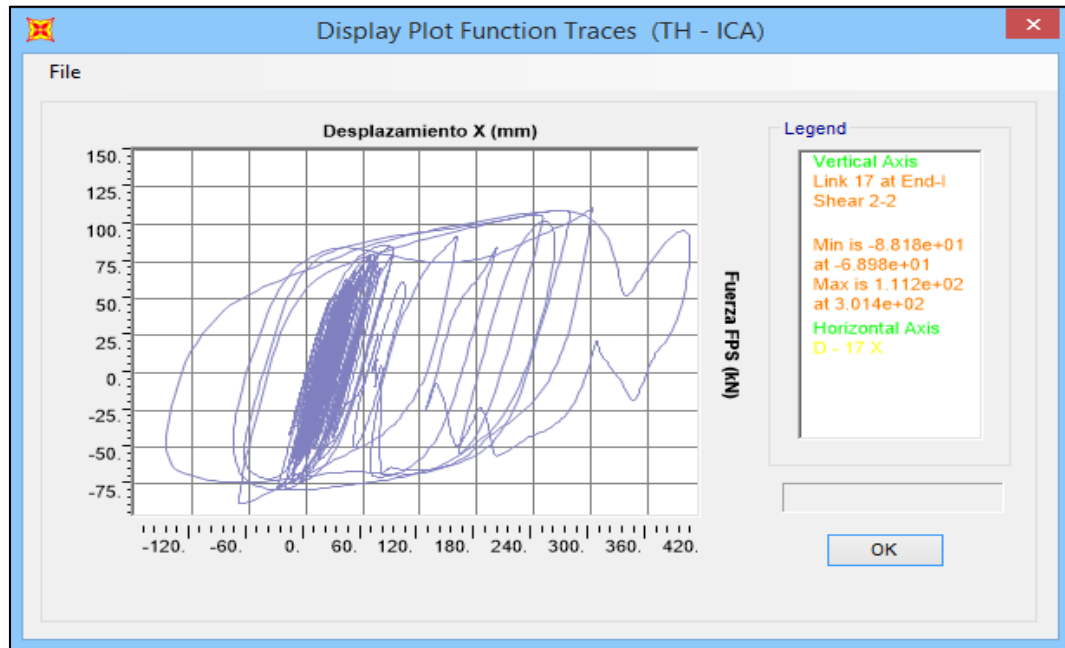 Display Plot Function Traces (TH - ICA)
File
Desplazamiento X (mm)
150.
125.
100.
75.
50.
25.
0.
-25.
-50.
-75.
-120. -60. 0. 60. 120. 180. 240. 300. 360. 420.
Fuerza FPS (kN)
Legend
Vertical Axis
Link 17 at End-I
Shear 2-2
Min is -8.818e+01
at -6.898e+01
Max is 1.112e+02
at 3.014e+02
Horizontal Axis
D - 17 X
OK